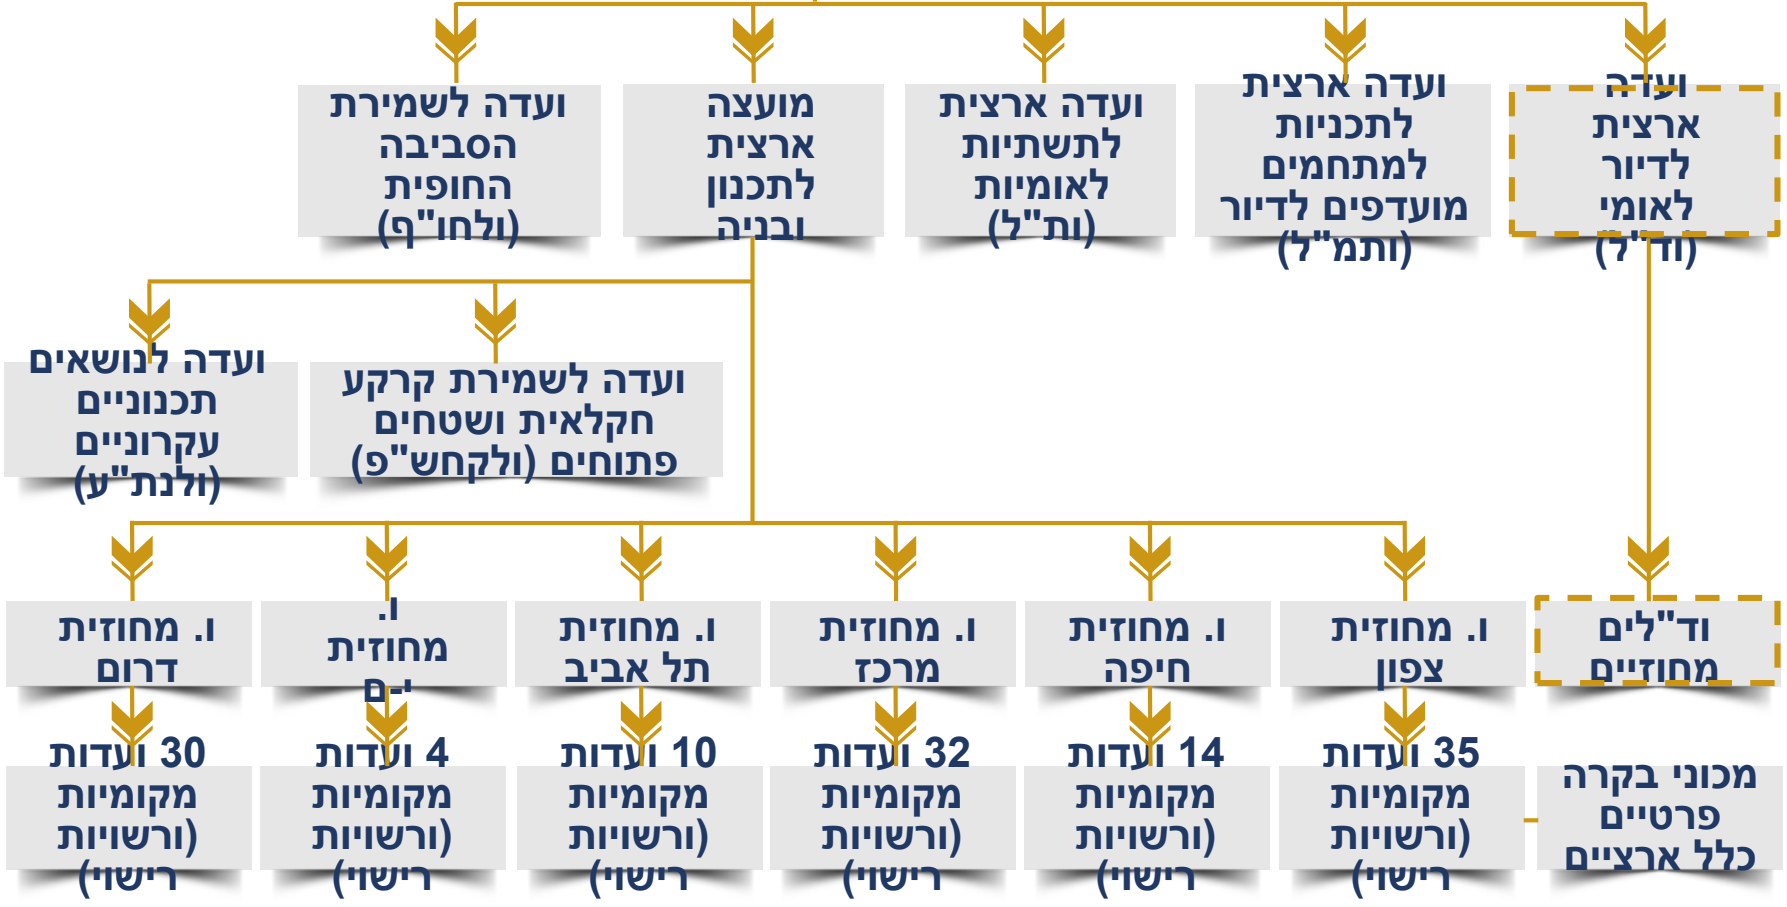 ועדה
ארצית
לדיור
לאומי
(וד"ל)
ועדה ארצית
לתכניות
למתחמים
מועדפים לדיור
(ותמ"ל)
ועדה ארצית
לתשתיות
לאומיות
(ות"ל)
מועצה
ארצית
לתכנון
ובניה
ועדה לשמירת
הסביבה
החופית
(ולחו"ף)
ועדה לשמירת קרקע
חקלאית ושטחים
פתוחים (ולקחש"פ)
ועדה לנושאים
תכנוניים
עקרוניים
(ולנת"ע)
וד"לים
מחוזיים
ו. מחוזית
צפון
ו. מחוזית
חיפה
ו. מחוזית
מרכז
ו. מחוזית
תל אביב
ו.
מחוזית
י-ם
ו. מחוזית
דרום
מכוני בקרה
פרטיים
כלל ארציים
35 ועדות
מקומיות
(ורשויות
רישוי)
14 ועדות
מקומיות
(ורשויות
רישוי)
32 ועדות
מקומיות
(ורשויות
רישוי)
10 ועדות
מקומיות
(ורשויות
רישוי)
4 ועדות
מקומיות
(ורשויות
רישוי)
30 ועדות
מקומיות
(ורשויות
רישוי)